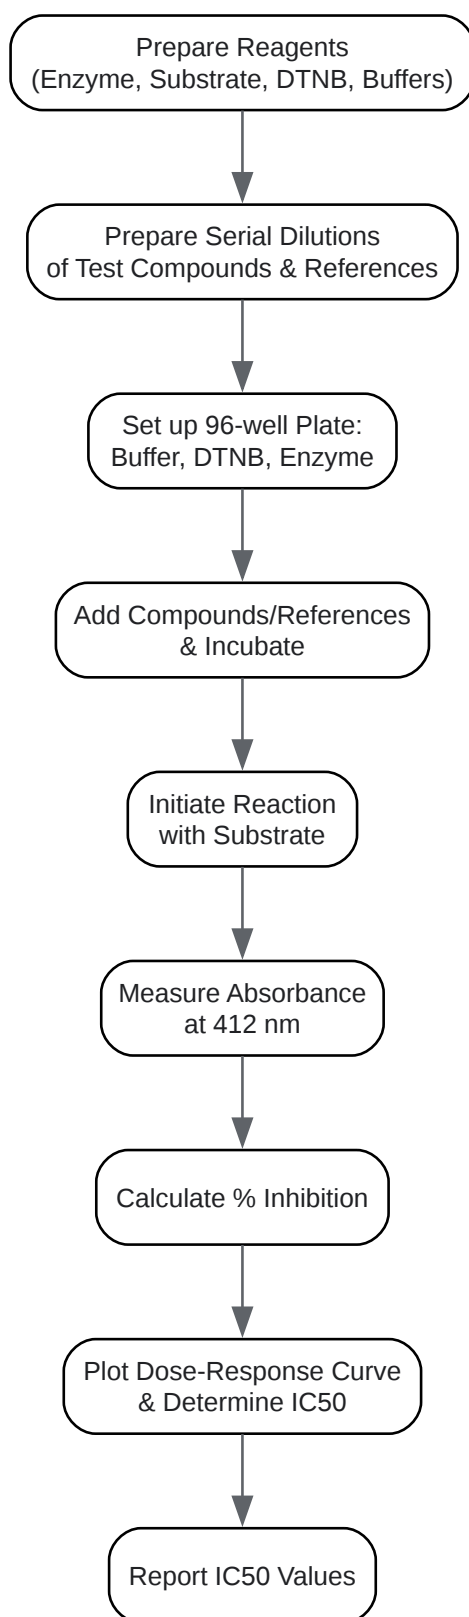 Prepare Reagents
(Enzyme, Substrate, DTNB, Buffers)
Prepare Serial Dilutions
of Test Compounds & References
Set up 96-well Plate:
Buffer, DTNB, Enzyme
Add Compounds/References
& Incubate
Initiate Reaction
with Substrate
Measure Absorbance
at 412 nm
Calculate % Inhibition
Plot Dose-Response Curve
& Determine IC50
Report IC50 Values